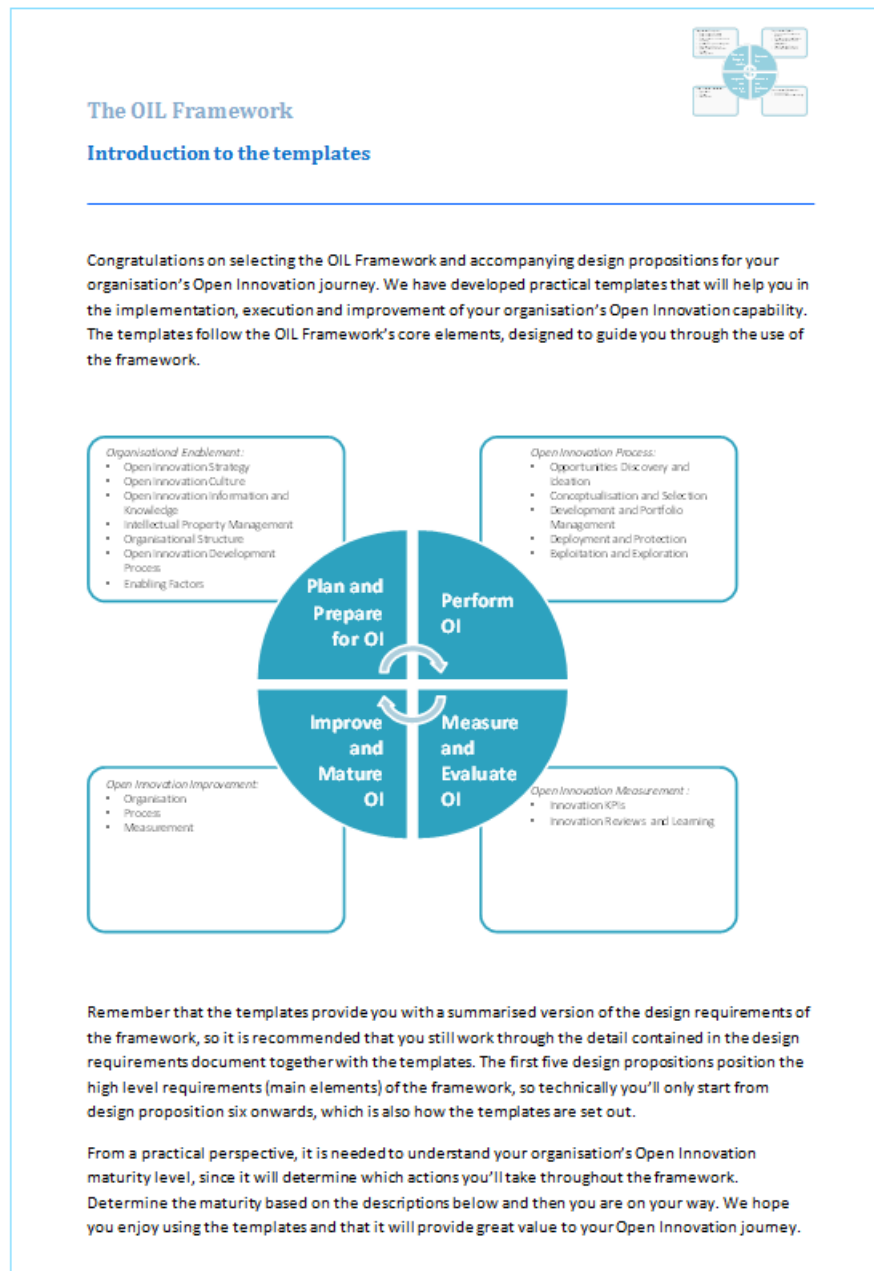 The OIL Framework
Introduction to the templates
Congratulations on selecting the OIL Framework and accompanying design propositions for your
organisation's Open Innovation journey. We have developed practical templates that will help you in
the implementation, execution and improvement of your organisation's Open Innovation capability.
The templates follow the OIL Framework's core elements, designed to guide you through the use of
the framework.
Organisational Enablement:
• Open Innovation Strategy
• Open Innovation Culture
• Open Innovation Information and
Knowledge
• Intellectual Property Management
• Organisational Structure
• Open Innovation Development
Process
• Enabling Factors
Open Innovation Process:
• Opportunities Discovery and
Ideation
• Conceptualisation and Selection
• Development and Portfolio
Management
• Deployment and Protection
• Exploitation and Exploration
Plan and
Prepare
for OI
Perform
OI
Improve
and
Mature
OI
Measure
and
Evaluate
OI
Open Innovation Improvement:
• Organisation
• Process
• Measurement
Open Innovation Measurement :
• Innovation KPIs
• Innovation Reviews and Learning
Remember that the templates provide you with a summarised version of the design requirements of
the framework, so it is recommended that you still work through the detail contained in the design
requirements document together with the templates. The first five design propositions position the
high level requirements (main elements) of the framework, so technically you'll only start from
design proposition six onwards, which is also how the templates are set out.
From a practical perspective, it is needed to understand your organisation's Open Innovation
maturity level, since it will determine which actions you'll take throughout the framework.
Determine the maturity based on the descriptions below and then you are on your way. We hope
you enjoy using the templates and that it will provide great value to your Open Innovation journey.